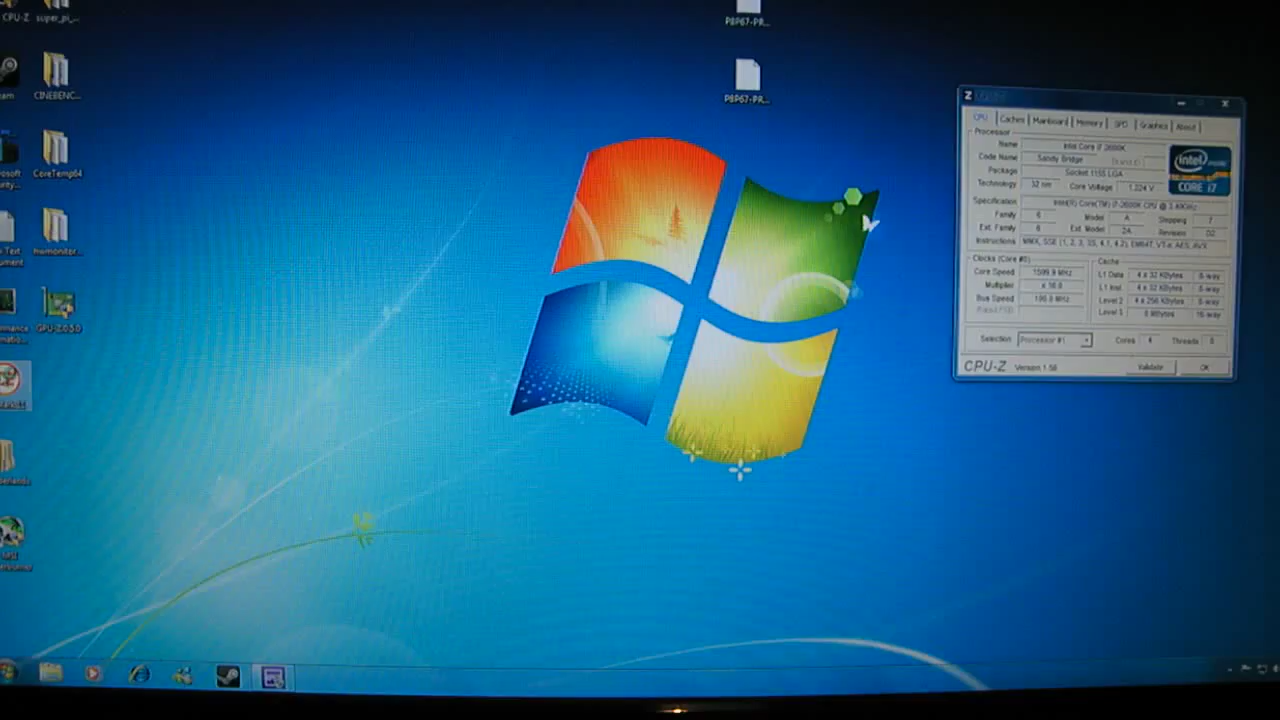 CPU-Z
super_pi_...
P8P67-PR...
CINEBENC...
P8P67-PR...
CoreTemp64
hwmonitor...
GPU-Z.0.5.0
CPU Caches Mainboard Memory SPD Graphics About
Processor
Name Intel Core i7 2600K
Code Name Sandy Bridge Brand ID
Package Socket 1155 LGA
Technology 32 nm Core Voltage 1.224 V
intel
CORE i7
Specification Intel(R) Core(TM) i7-2600K CPU @ 3.40GHz
Family 6 Model A Stepping 7
Ext. Family 6 Ext. Model 2A Revision D2
Instructions MMX, SSE (1, 2, 3, 3S, 4.1, 4.2), EM64T, VT-x, AES, AVX
Clocks (Core #0)
Core Speed 1599.9 MHz
Multiplier x 16.0
Bus Speed MHz
Rated FSB
Cache
L1 Data 4 x 32 KBytes 8-way
L1 Inst. 4 x 32 KBytes 8-way
Level 2 4 x 256 KBytes 8-way
Level 3 8 MBytes 16-way
Selection Processor #1 Cores 4 Threads 8
CPU-Z Version 1.58 Validate OK